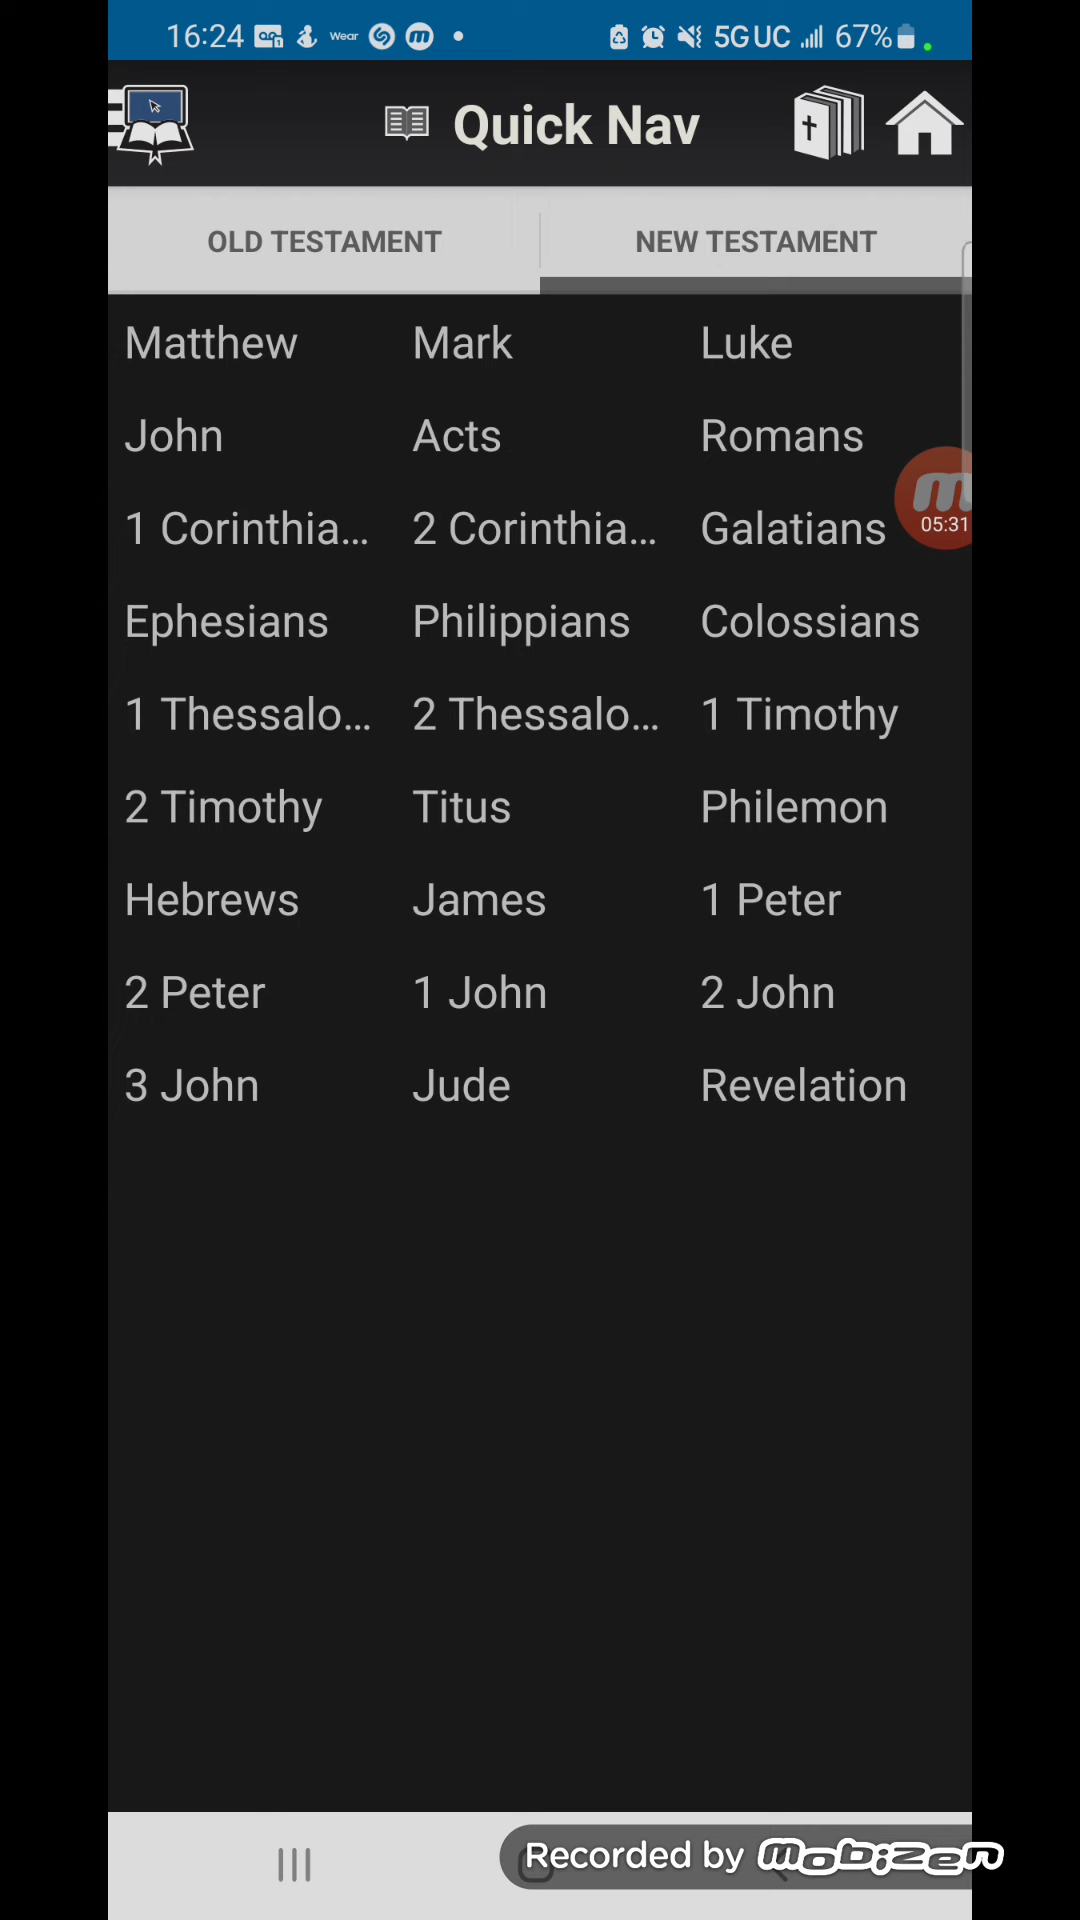 16:24 Wear 5G UC 67%
Quick Nav
OLD TESTAMENT NEW TESTAMENT
Matthew Mark Luke
John Acts Romans
1 Corinthia... 2 Corinthia... Galatians
05:31
Ephesians Philippians Colossians
1 Thessalo... 2 Thessalo... 1 Timothy
2 Timothy Titus Philemon
Hebrews James 1 Peter
2 Peter 1 John 2 John
3 John Jude Revelation
Recorded by mobizen